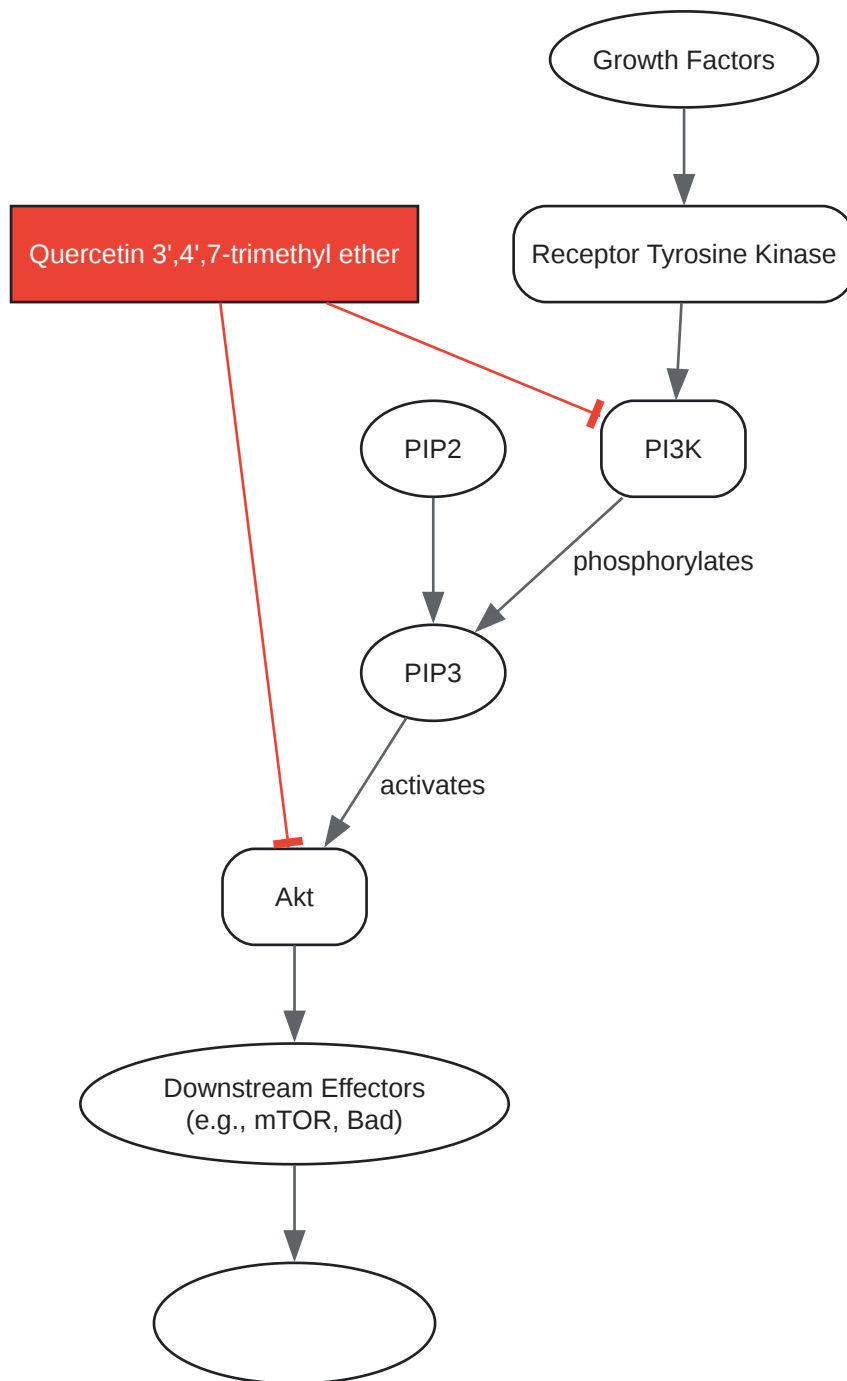 Growth Factors
Quercetin 3',4',7-trimethyl ether
Receptor Tyrosine Kinase
PIP2
PI3K
phosphorylates
PIP3
activates
Akt
Downstream Effectors
(e.g., mTOR, Bad)